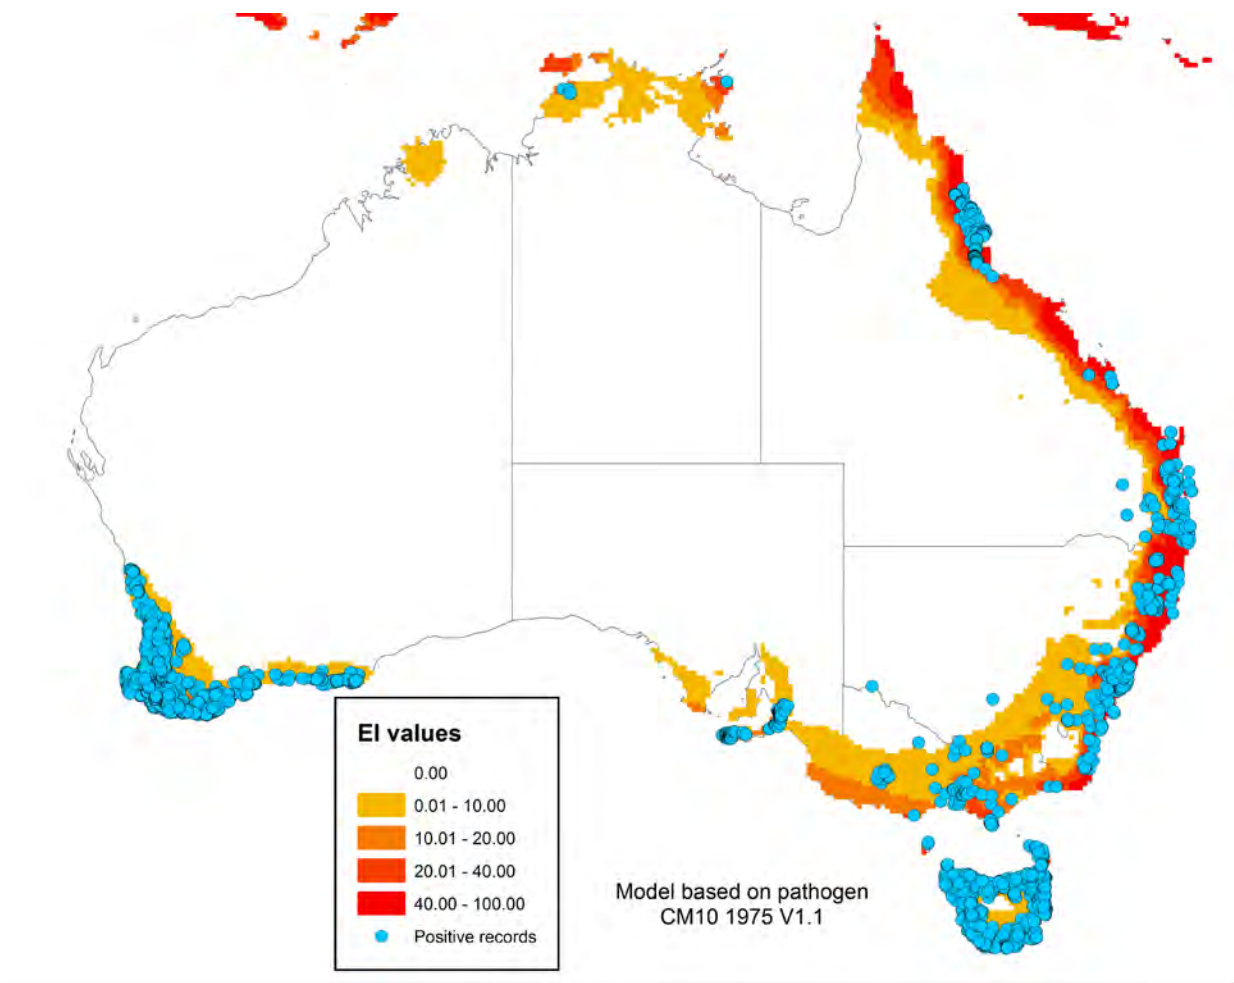 EI values
0.00
0.01 - 10.00
10.01 - 20.00
20.01 - 40.00
40.00 - 100.00
Positive records
Model based on pathogen
CM10 1975 V1.1